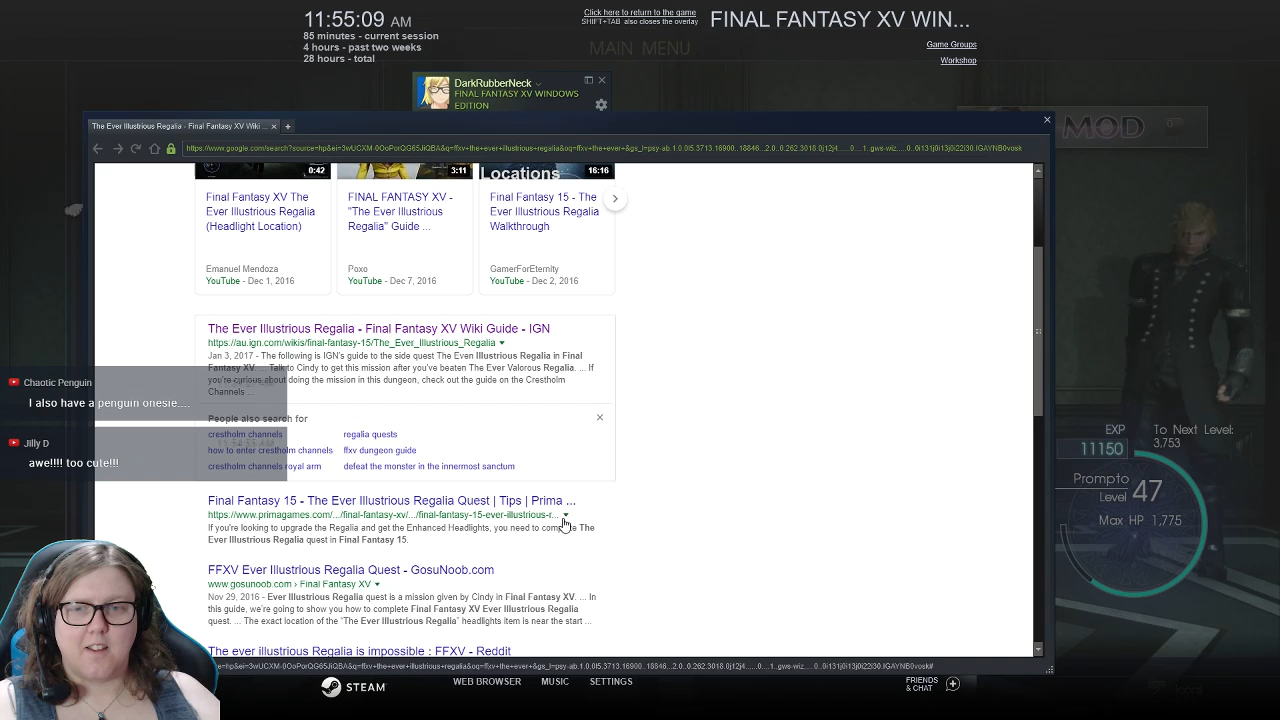 11:55:09 AM
85 minutes - current session
4 hours - past two weeks
28 hours - total
Click here to return to the game
SHIFT+TAB also closes the overlay
FINAL FANTASY XV WIN...
Game Groups
Workshop
MAIN MENU
DarkRubberNeck
FINAL FANTASY XV WINDOWS
EDITION
MOD
The Ever Illustrious Regalia - Final Fantasy XV Wiki ...
Locations
0:42
3:11
16:16
Final Fantasy XV The
Ever Illustrious Regalia
(Headlight Location)
Emanuel Mendoza
YouTube - Dec 1, 2016
FINAL FANTASY XV -
"The Ever Illustrious
Regalia" Guide ...
Poxo
YouTube - Dec 7, 2016
Final Fantasy 15 - The
Ever Illustrious Regalia
Walkthrough
GamerForEternity
YouTube - Dec 2, 2016
The Ever Illustrious Regalia - Final Fantasy XV Wiki Guide - IGN
https://au.ign.com/wikis/final-fantasy-15/The_Ever_Illustrious_Regalia
Jan 3, 2017 - The following is IGN's guide to the side quest The Even Illustrious Regalia in Final
Fantasy XV. ... Talk to Cindy to get this mission after you've beaten The Ever Valorous Regalia. ... If
you're curious about doing the mission in this dungeon, check out the guide on the Crestholm
Channels ...
People also search for
crestholm channels
regalia quests
how to enter crestholm channels
ffxv dungeon guide
crestholm channels royal arm
defeat the monster in the innermost sanctum
Final Fantasy 15 - The Ever Illustrious Regalia Quest | Tips | Prima ...
https://www.primagames.com/.../final-fantasy-xv/.../final-fantasy-15-ever-illustrious-r...
If you're looking to upgrade the Regalia and get the Enhanced Headlights, you need to The
Ever Illustrious Regalia quest in Final Fantasy 15.
FFXV Ever Illustrious Regalia Quest - GosuNoob.com
www.gosunoob.com › Final Fantasy XV
Nov 29, 2016 - Ever Illustrious Regalia quest is a mission given by Cindy in Final Fantasy XV. ... In
this guide, we're going to show you how to complete Final Fantasy XV Ever Illustrious Regalia
quest. ... The exact location of the "The Ever Illustrious Regalia" headlights item is near the start ...
The ever illustrious Regalia is impossible : FFXV - Reddit
Chaotic Penguin
I also have a penguin onesie....
Jilly D
awe!!!! too cute!!!
EXP
To Next Level:
11150
3,753
Prompto
Level 47
Max HP 1,775
STEAM
WEB BROWSER
MUSIC
SETTINGS
FRIENDS
& CHAT